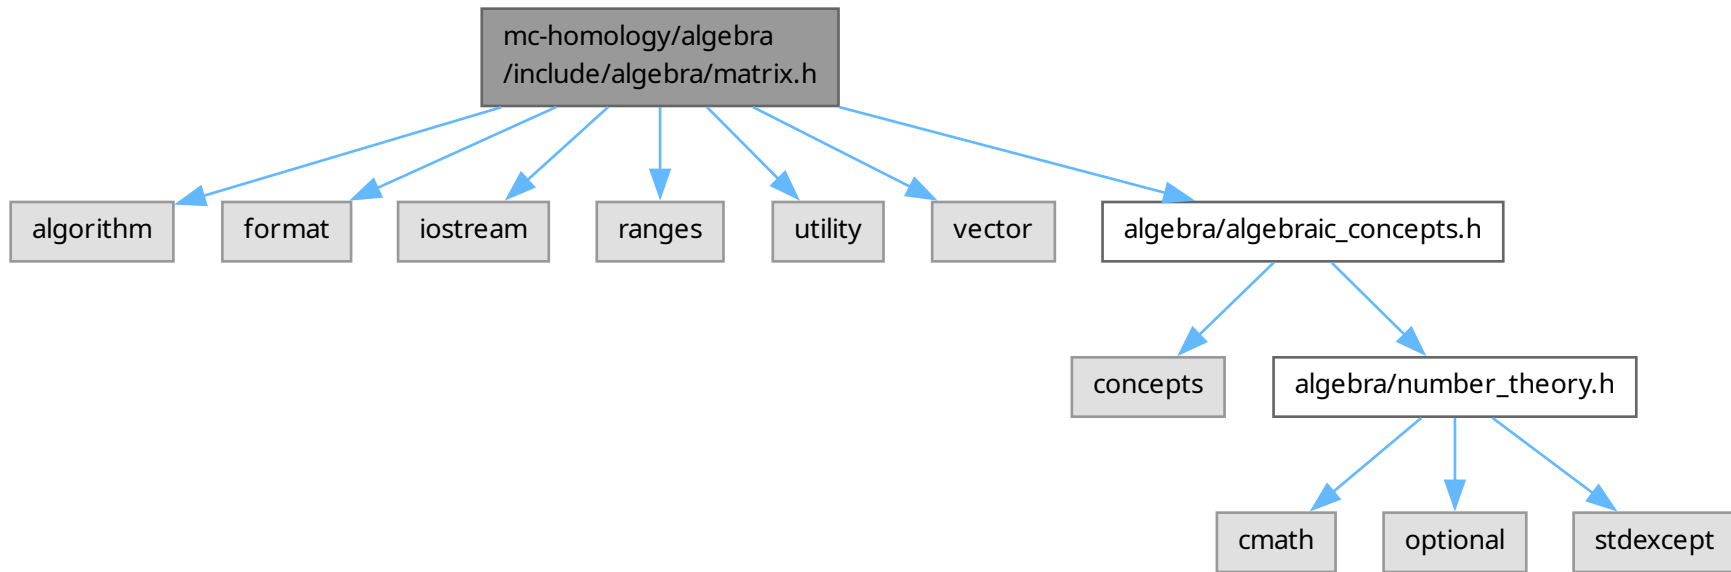 mc-homology/algebra
/include/algebra/matrix.h
algorithm
format
iostream
ranges
utility
vector
algebra/algebraic_concepts.h
concepts
algebra/number_theory.h
cmath
optional
stdexcept